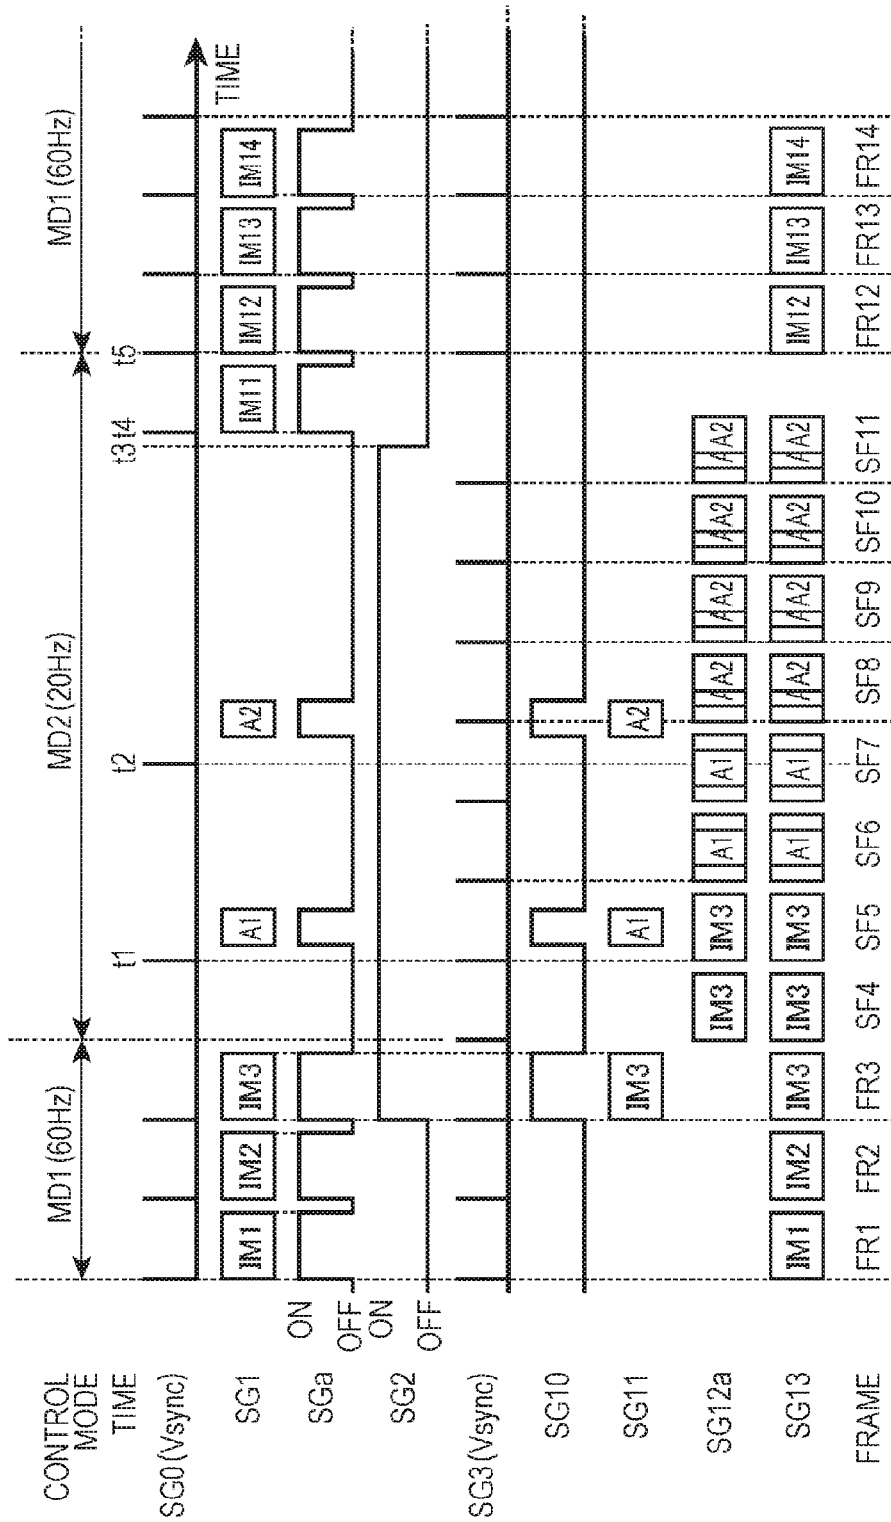 CONTROL MODE MD1 (60Hz) MD2 (20Hz) MD1 (60Hz)
TIME t1 t2 t3 t4 t5
SG0 (Vsync) TIME
SG1 IM1 IM2 IM3 A1 A2 IM11 IM12 IM13 IM14
SGa ON OFF
SG2 ON OFF
SG3 (Vsync)
SG10
SG11 IM3 A1 A2
SG12a IM3 IM3 A1 A1 A A2 A A2 A A2 A A2
SG13 IM1 IM2 IM3 IM3 IM3 A1 A1 A A2 A A2 A A2 A A2 IM12 IM13 IM14
FRAME FR1 FR2 FR3 SF4 SF5 SF6 SF7 SF8 SF9 SF10 SF11 FR12 FR13 FR14